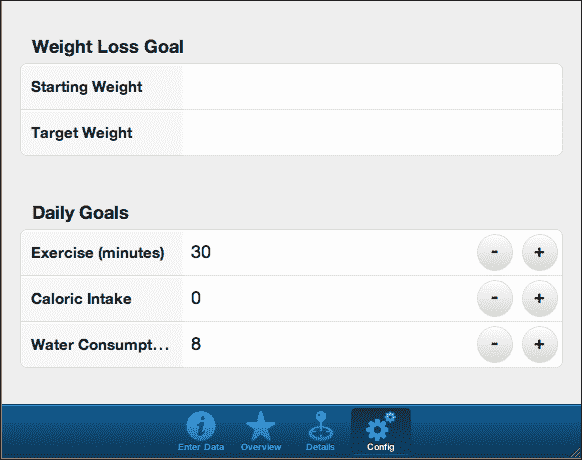 Weight Loss Goal
Starting Weight
Target Weight
Daily Goals
Exercise (minutes) 30 - +
Caloric Intake 0 - +
Water Consumpt... 8 - +
Enter Data Overview Details Config